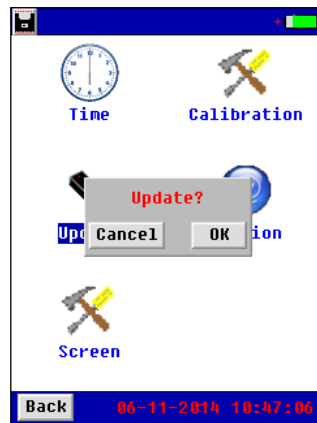 Time
Calibration
Update?
Cancel
OK
Screen
Back
06-11-2014 10:47:06